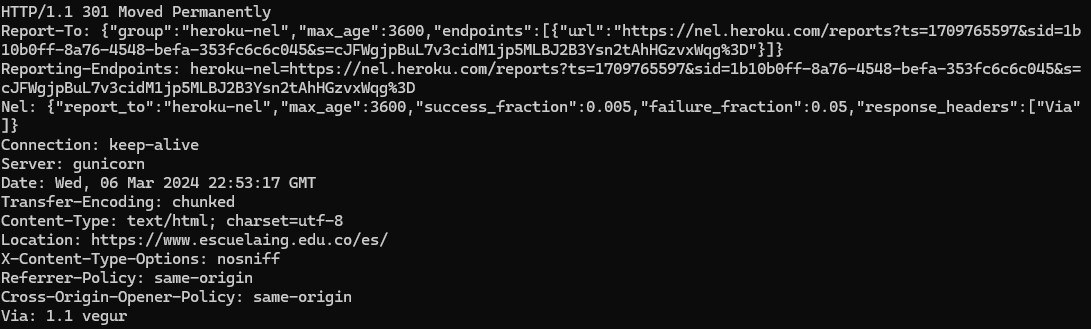 HTTP/1.1 301 Moved Permanently
Report-To: {"group":"heroku-nel","max_age":3600,"endpoints":[{"url":"https://nel.heroku.com/reports?ts=1709765597&sid=1b
10b0ff-8a76-4548-befa-353fc6c6c045&s=cJFWgjpBuL7v3cidM1jp5MLBJ2B3Ysn2tAhHGzvxWqg%3D"}]}
Reporting-Endpoints: heroku-nel=https://nel.heroku.com/reports?ts=1709765597&sid=1b10b0ff-8a76-4548-befa-353fc6c6c045&s=
cJFWgjpBuL7v3cidM1jp5MLBJ2B3Ysn2tAhHGzvxWqg%3D
Nel: {"report_to":"heroku-nel","max_age":3600,"success_fraction":0.005,"failure_fraction":0.05,"response_headers":["Via"
]}
Connection: keep-alive
Server: gunicorn
Date: Wed, 06 Mar 2024 22:53:17 GMT
Transfer-Encoding: chunked
Content-Type: text/html; charset=utf-8
Location: https://www.escuelaing.edu.co/es/
X-Content-Type-Options: nosniff
Referrer-Policy: same-origin
Cross-Origin-Opener-Policy: same-origin
Via: 1.1 vegur